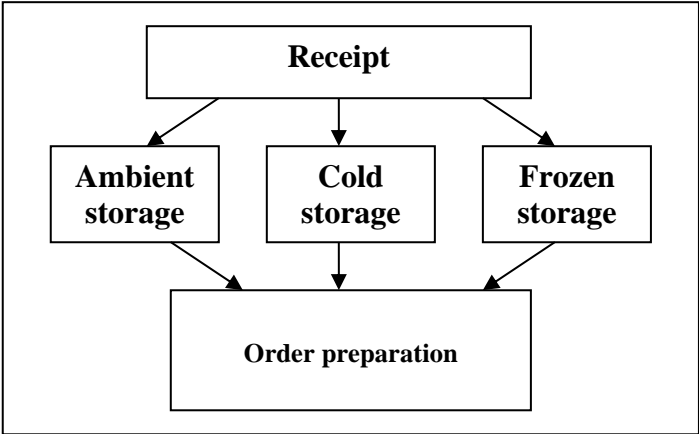 Receipt
Ambient
storage
Cold
storage
Frozen
storage
Order preparation